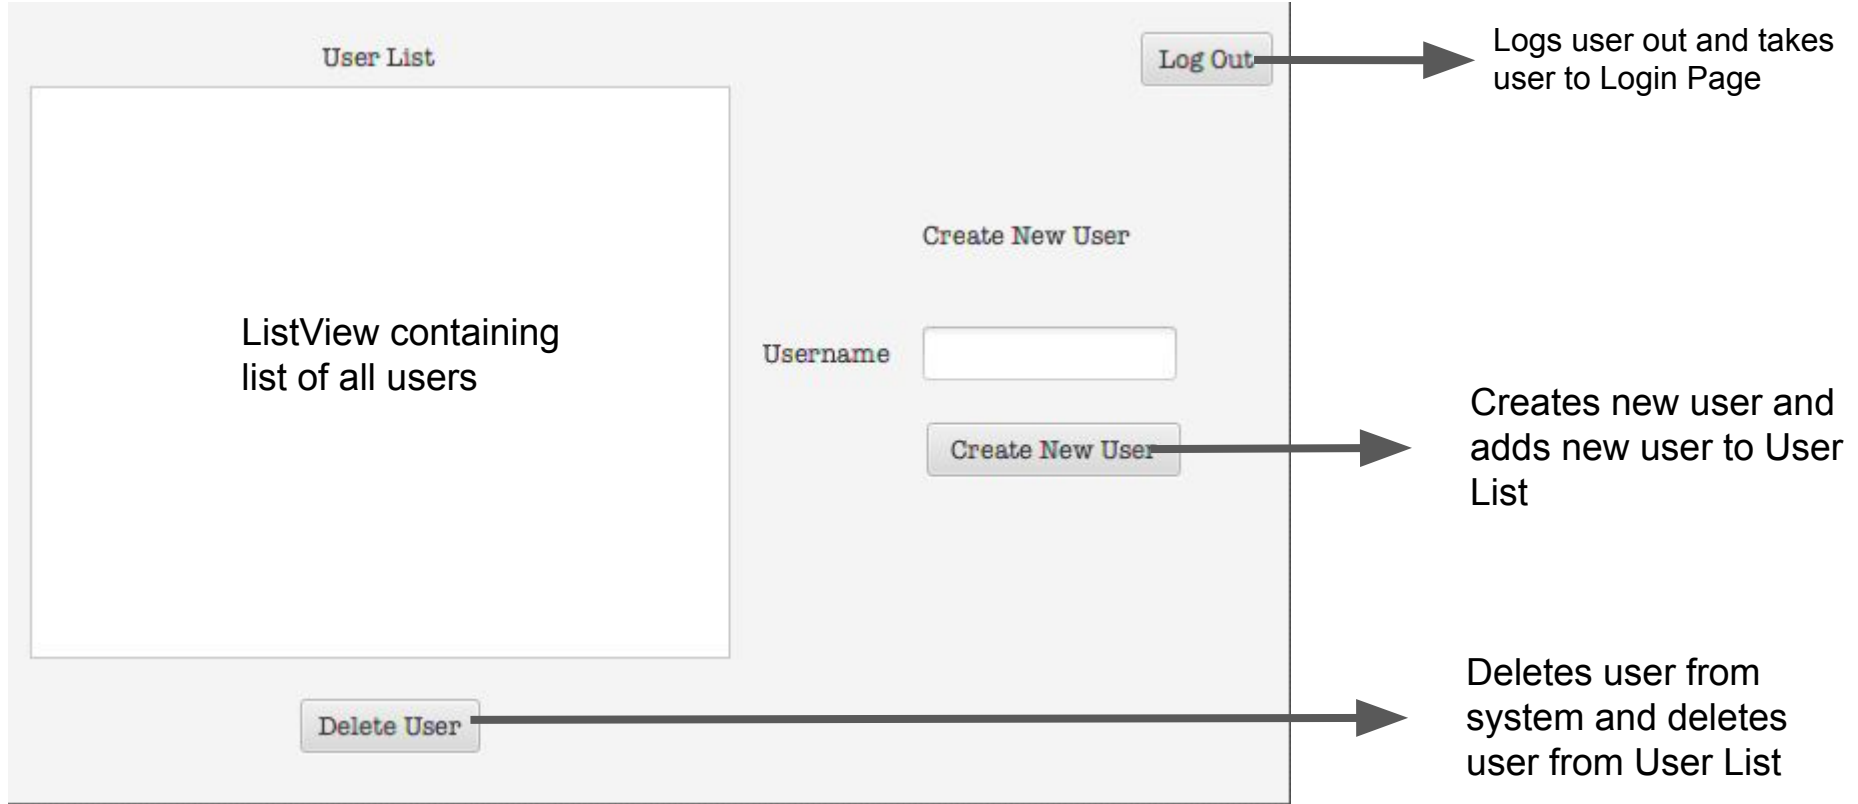 User List
Log Out
Logs user out and takes
user to Login Page
Create New User
ListView containing
list of all users
Username
Create New User
Creates new user and
adds new user to User
List
Delete User
Deletes user from
system and deletes
user from User List